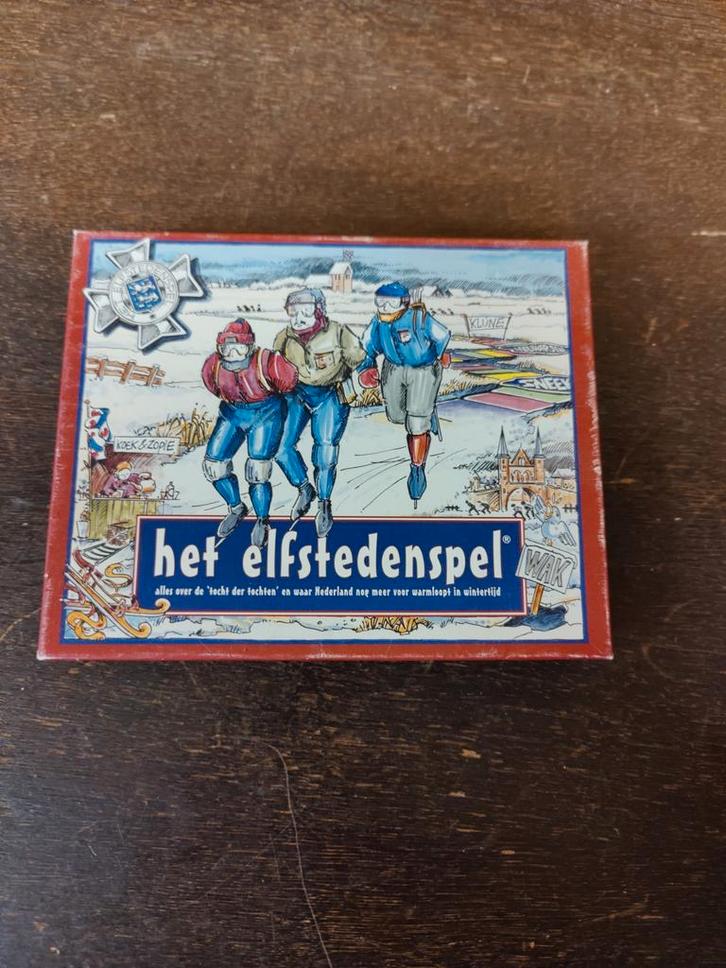 KLUNE
SNEEK
KOEK & ZOPIE
het elfstedenspel®
WAK
alles over de 'tocht der tochten' en waar Nederland nog meer voor warmloopt in wintertijd